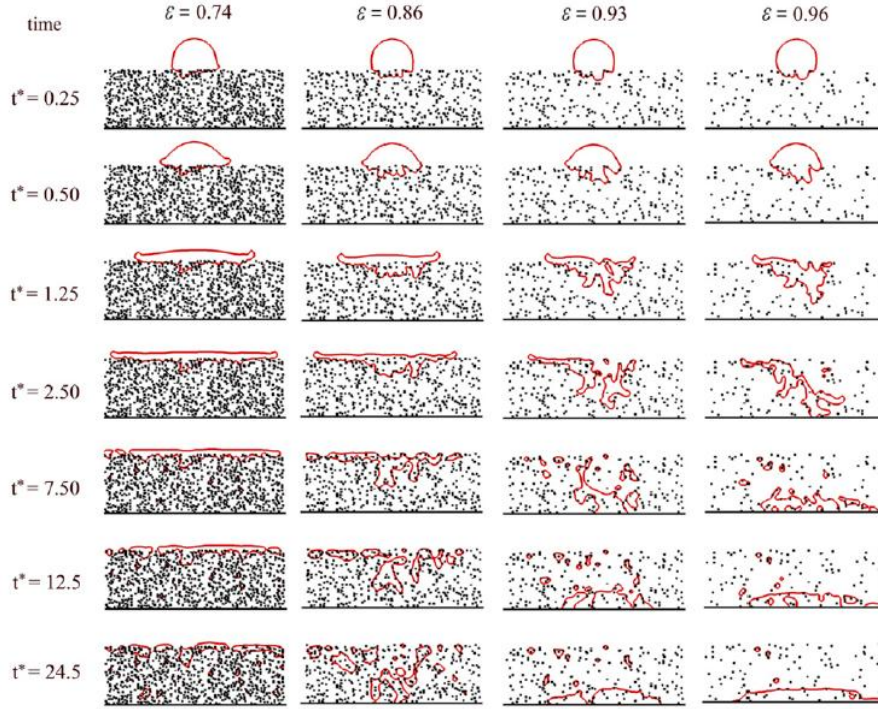 time ε = 0.74 ε = 0.86 ε = 0.93 ε = 0.96
t* = 0.25
t* = 0.50
t* = 1.25
t* = 2.50
t* = 7.50
t* = 12.5
t* = 24.5